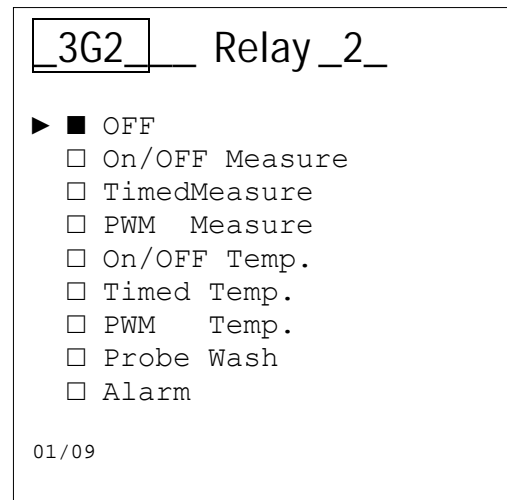 _3G2___ Relay _2_
► ■ OFF
□ On/OFF Measure
□ TimedMeasure
□ PWM Measure
□ On/OFF Temp.
□ Timed Temp.
□ PWM Temp.
□ Probe Wash
□ Alarm
01/09